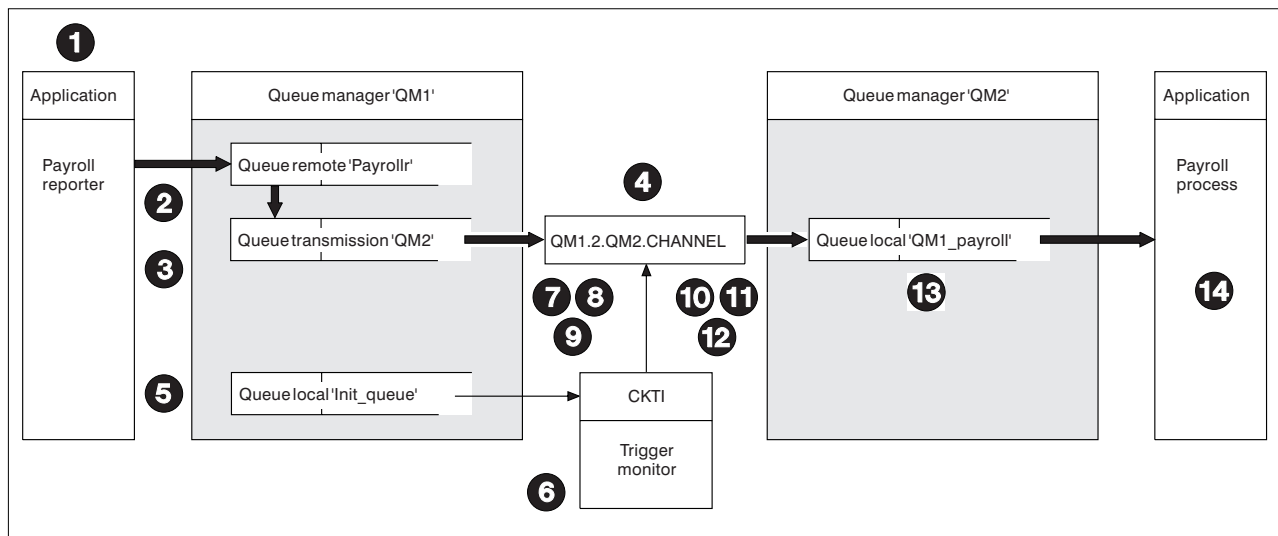 1
Application
Queue manager 'QM1'
Queue manager 'QM2'
Application
Payroll
reporter
Queue remote 'Payrollr'
Payroll
process
2
4
Queue transmission 'QM2'
QM1.2.QM2.CHANNEL
Queue local 'QM1_payroll'
3
7 8
9
10 11
12
13
14
5
Queue local 'Init_queue'
CKTI
Trigger
monitor
6